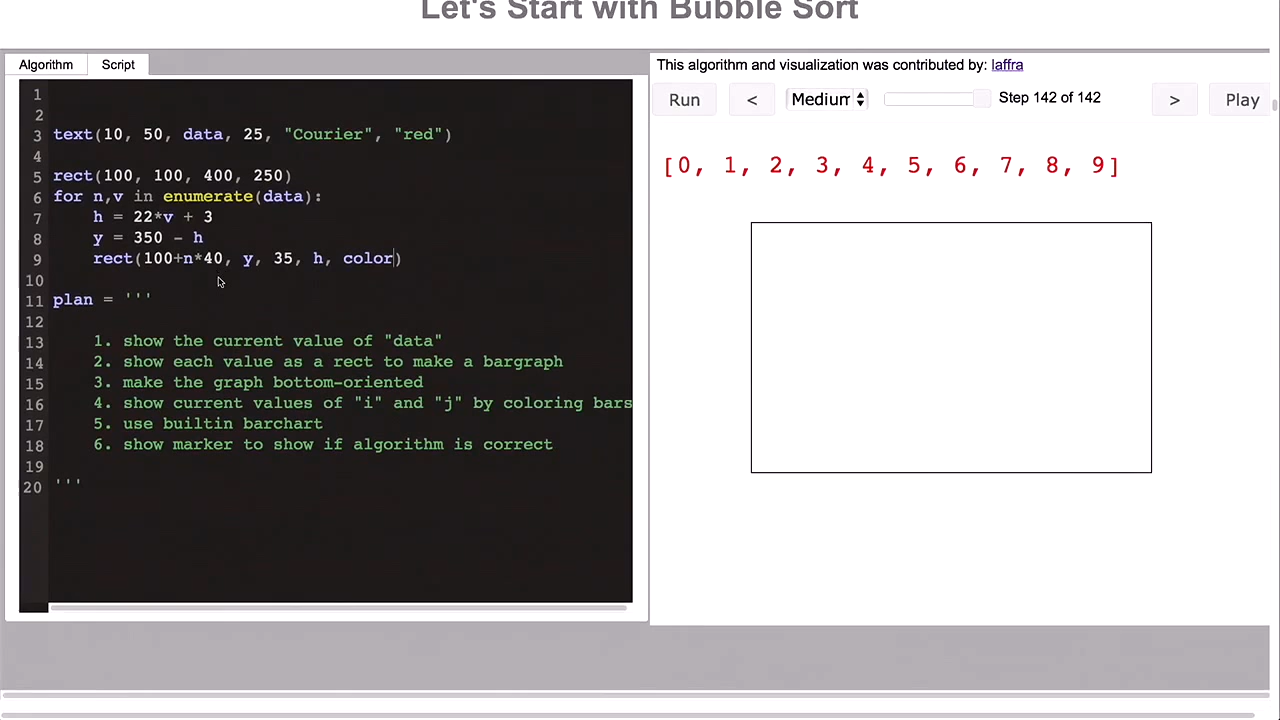 Let's Start with Bubble Sort
Algorithm
Script
1
2
3 text(10, 50, data, 25, "Courier", "red")
4
5 rect(100, 100, 400, 250)
6 for n,v in enumerate(data):
7 h = 22*v + 3
8 y = 350 - h
9 rect(100+n*40, y, 35, h, color)
10
11 plan = '''
12
13 1. show the current value of "data"
14 2. show each value as a rect to make a bargraph
15 3. make the graph bottom-oriented
16 4. show current values of "i" and "j" by coloring bars
17 5. use builtin barchart
18 6. show marker to show if algorithm is correct
19
20 '''
This algorithm and visualization was contributed by: laffra
Run < Medium Step 142 of 142 > Play
[0, 1, 2, 3, 4, 5, 6, 7, 8, 9]